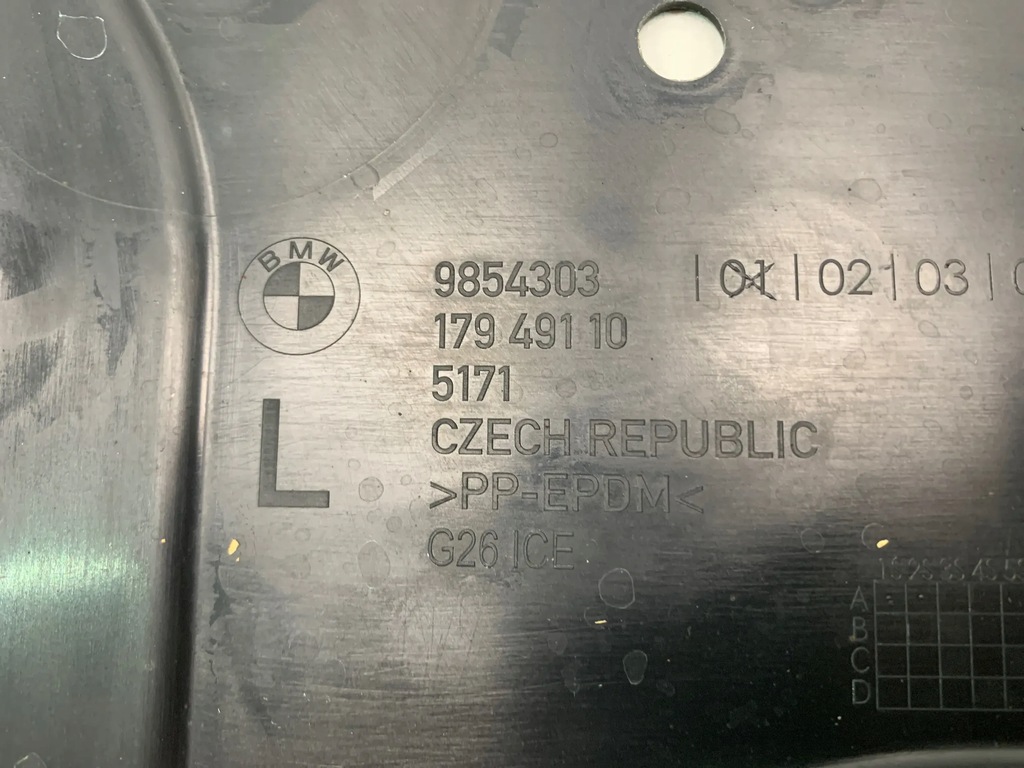 BMW
9854303 | 01 | 02 | 03 |
179 491 10
5171
L
CZECH REPUBLIC
>PP-EPDM<
G26 ICE
A
B
C
D